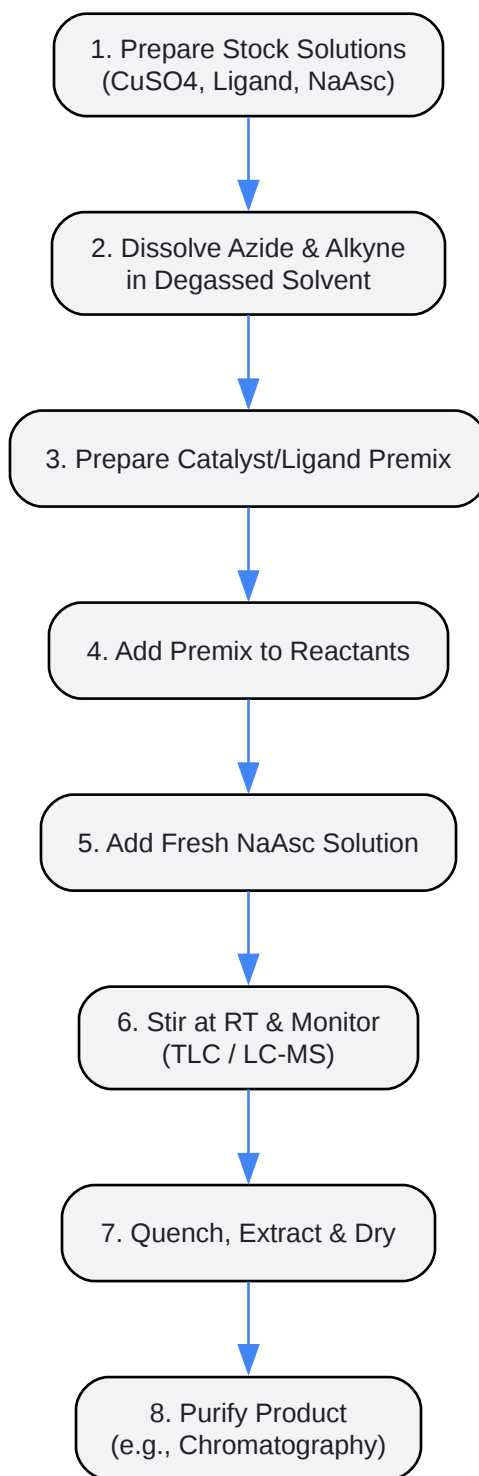 1. Prepare Stock Solutions
(CuSO4, Ligand, NaAsc)
2. Dissolve Azide & Alkyne
in Degassed Solvent
3. Prepare Catalyst/Ligand Premix
4. Add Premix to Reactants
5. Add Fresh NaAsc Solution
6. Stir at RT & Monitor
(TLC / LC-MS)
7. Quench, Extract & Dry
8. Purify Product
(e.g., Chromatography)